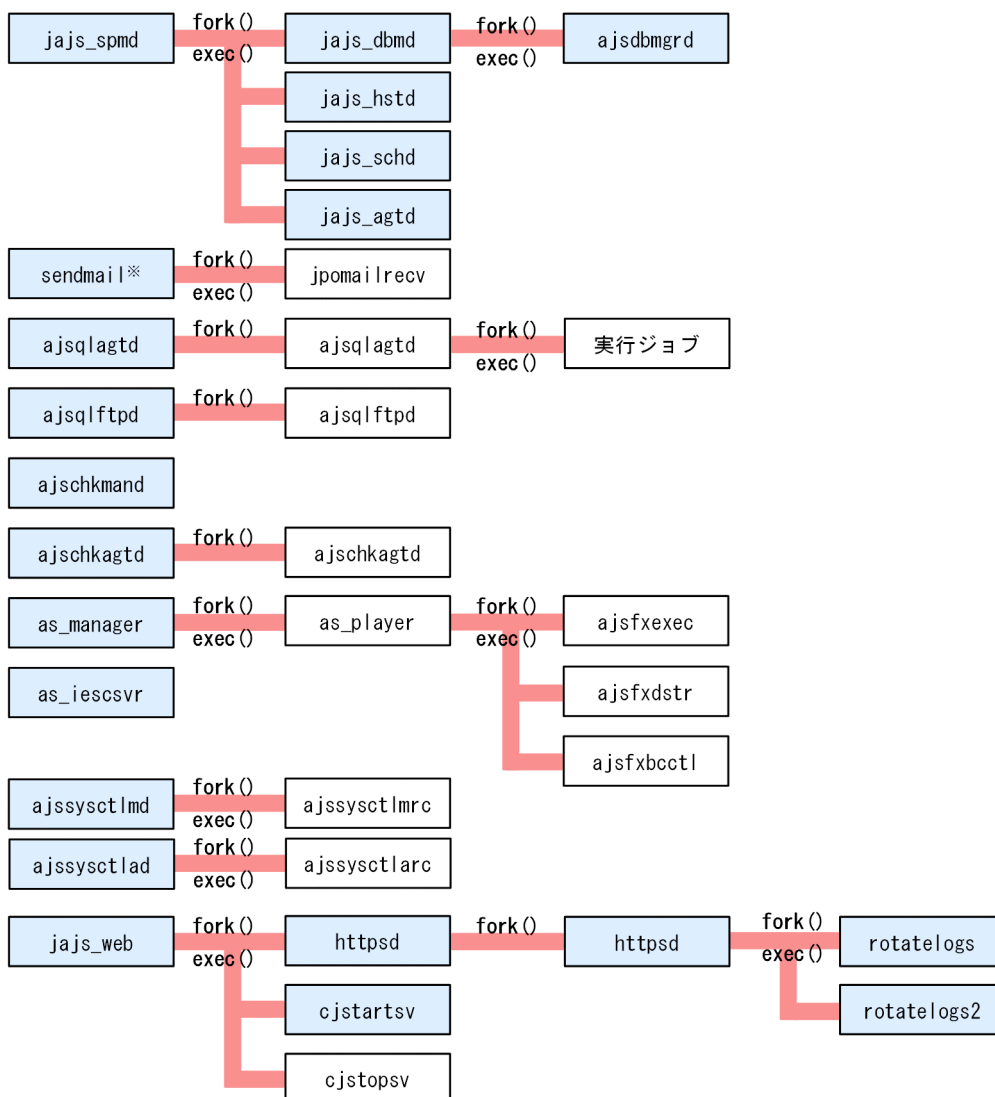 jajs_spmd fork() jajs_dbmd fork() ajsdbmgrd
exec() exec()
jajs_hstd
jajs_schd
jajs_agtd
sendmail※ fork() jpomailrecv
exec()
ajsqlagtd fork() ajsqlagtd fork() 実行ジョブ
exec()
ajsqlftpd fork() ajsqlftpd
ajschkmand
ajschkagtd fork() ajschkagtd
as_manager fork() as_player fork() ajsfxexec
exec() exec()
as_iescsvr ajsfxdstr
ajsfxbcctl
ajssysctlmd fork() ajssysctlmrc
exec()
ajssysctlad fork() ajssysctlarc
exec()
jajs_web fork() httpsd fork() httpsd fork() rotatelogs
exec() exec()
cjstartsv rotatelogs2
cjstopsv